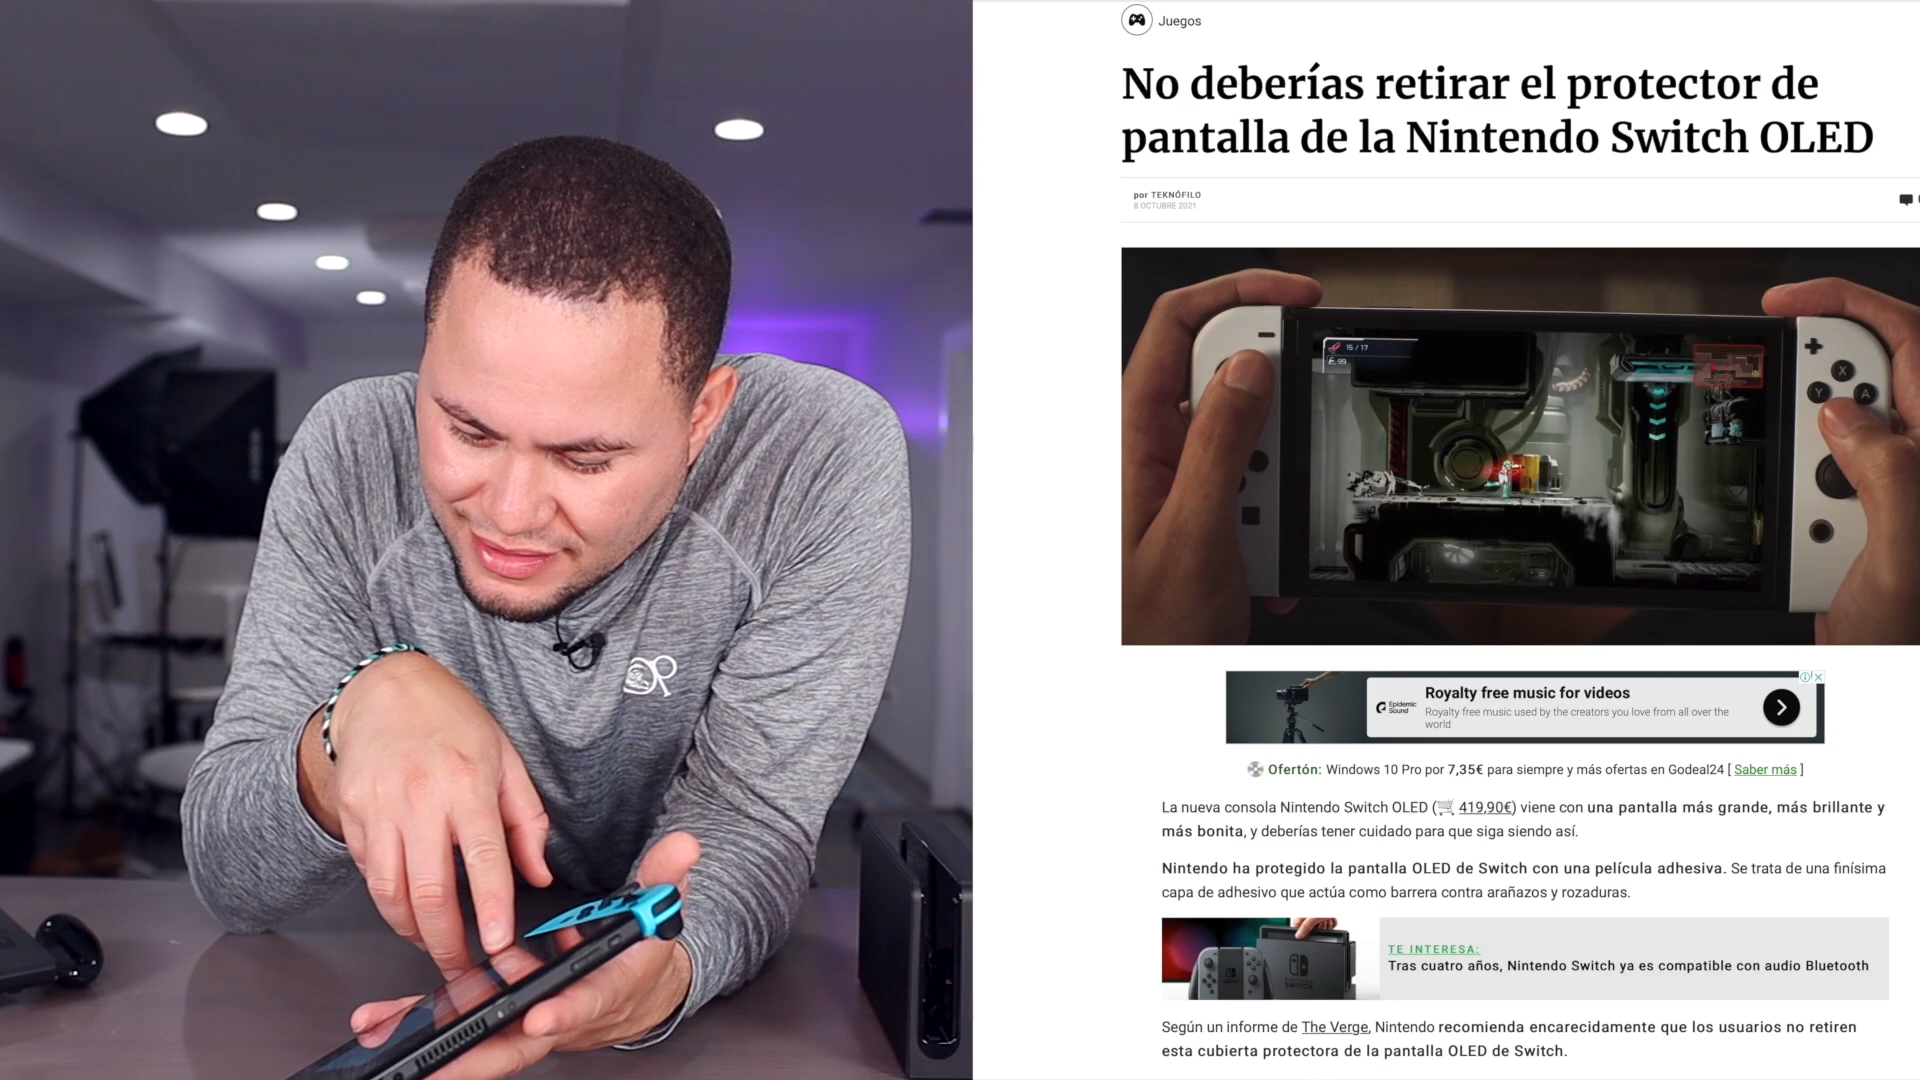 Juegos
No deberías retirar el protector de
pantalla de la Nintendo Switch OLED
por TEKNÓFILO
8 OCTUBRE 2021
15 / 17
E 99
X
Y
A
Epidemic
Sound
Royalty free music for videos
Royalty free music used by the creators you love from all over the
world
Ofertón: Windows 10 Pro por 7,35€ para siempre y más ofertas en Godeal24 [ Saber más ]
La nueva consola Nintendo Switch OLED (419,90€) viene con una pantalla más grande, más brillante y
más bonita, y deberías tener cuidado para que siga siendo así.
Nintendo ha protegido la pantalla OLED de Switch con una película adhesiva. Se trata de una finísima
capa de adhesivo que actúa como barrera contra arañazos y rozaduras.
TE INTERESA:
Tras cuatro años, Nintendo Switch ya es compatible con audio Bluetooth
Según un informe de The Verge, Nintendo recomienda encarecidamente que los usuarios no retiren
esta cubierta protectora de la pantalla OLED de Switch.